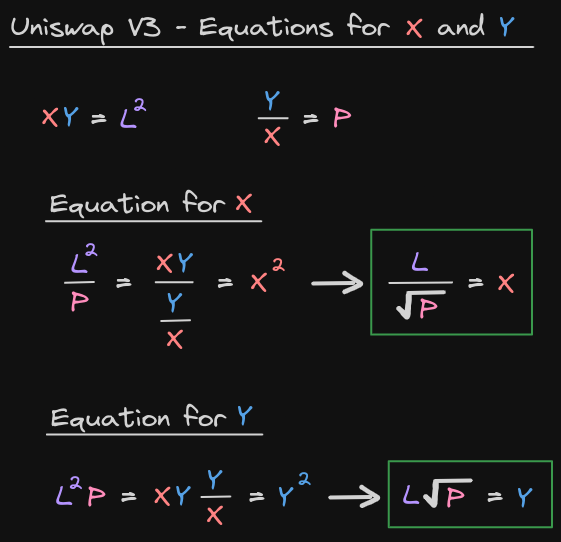 Uniswap V3 - Equations for X and Y
XY = L² Y/X = P
Equation for X
L²/P = XY/(Y/X) = X² → L/√P = X
Equation for Y
L²P = XY Y/X = Y² → L√P = Y